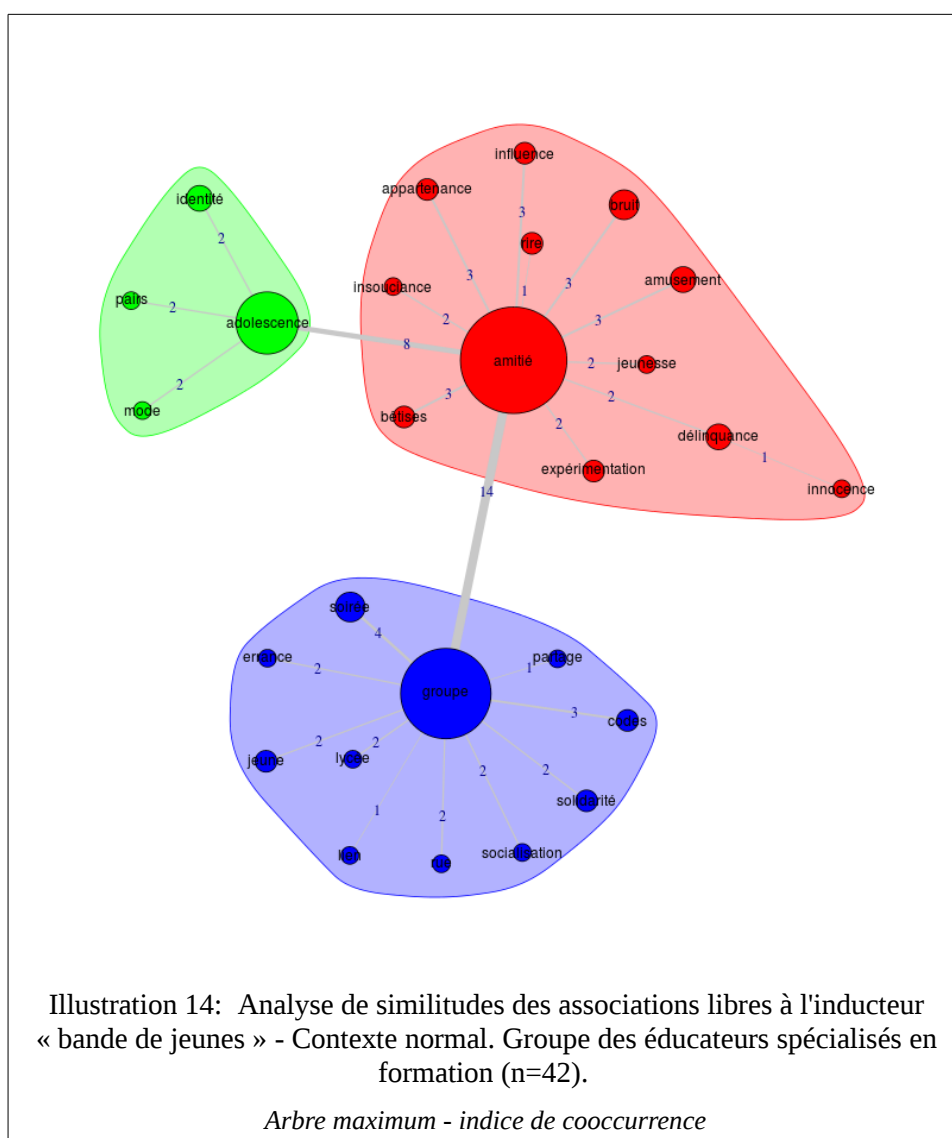 influence
appartenance
identité
bruit
3
2
rire
amusement
3
3
insouciance
1
pairs
2
2
3
adolescence
8
amitié
2
jeunesse
2
3
2
mode
bêtises
2
délinquance
1
expérimentation
innocence
14
soirée
4
errance
partage
2
1
groupe
3
codes
2
2
jeune
lycée
2
2
solidarité
1
2
lien
rue
socialisation
Illustration 14: Analyse de similitudes des associations libres à l'inducteur
« bande de jeunes » - Contexte normal. Groupe des éducateurs spécialisés en
formation (n=42).
Arbre maximum - indice de cooccurrence